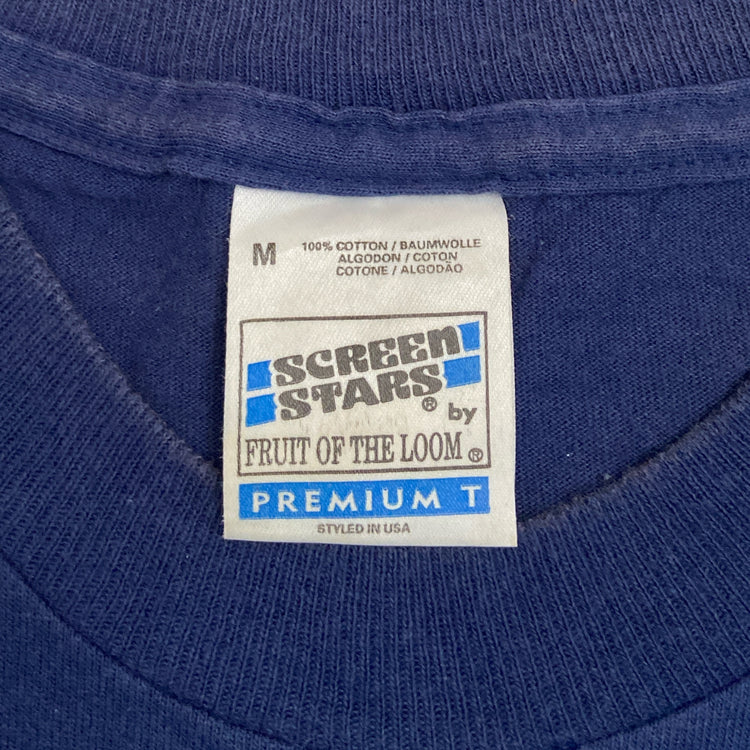 M
100% COTTON / BAUMWOLLE
ALGODON / COTON
COTONE / ALGODÃO
SCREEN
STARS® by
FRUIT OF THE LOOM®
PREMIUM T
STYLED IN USA